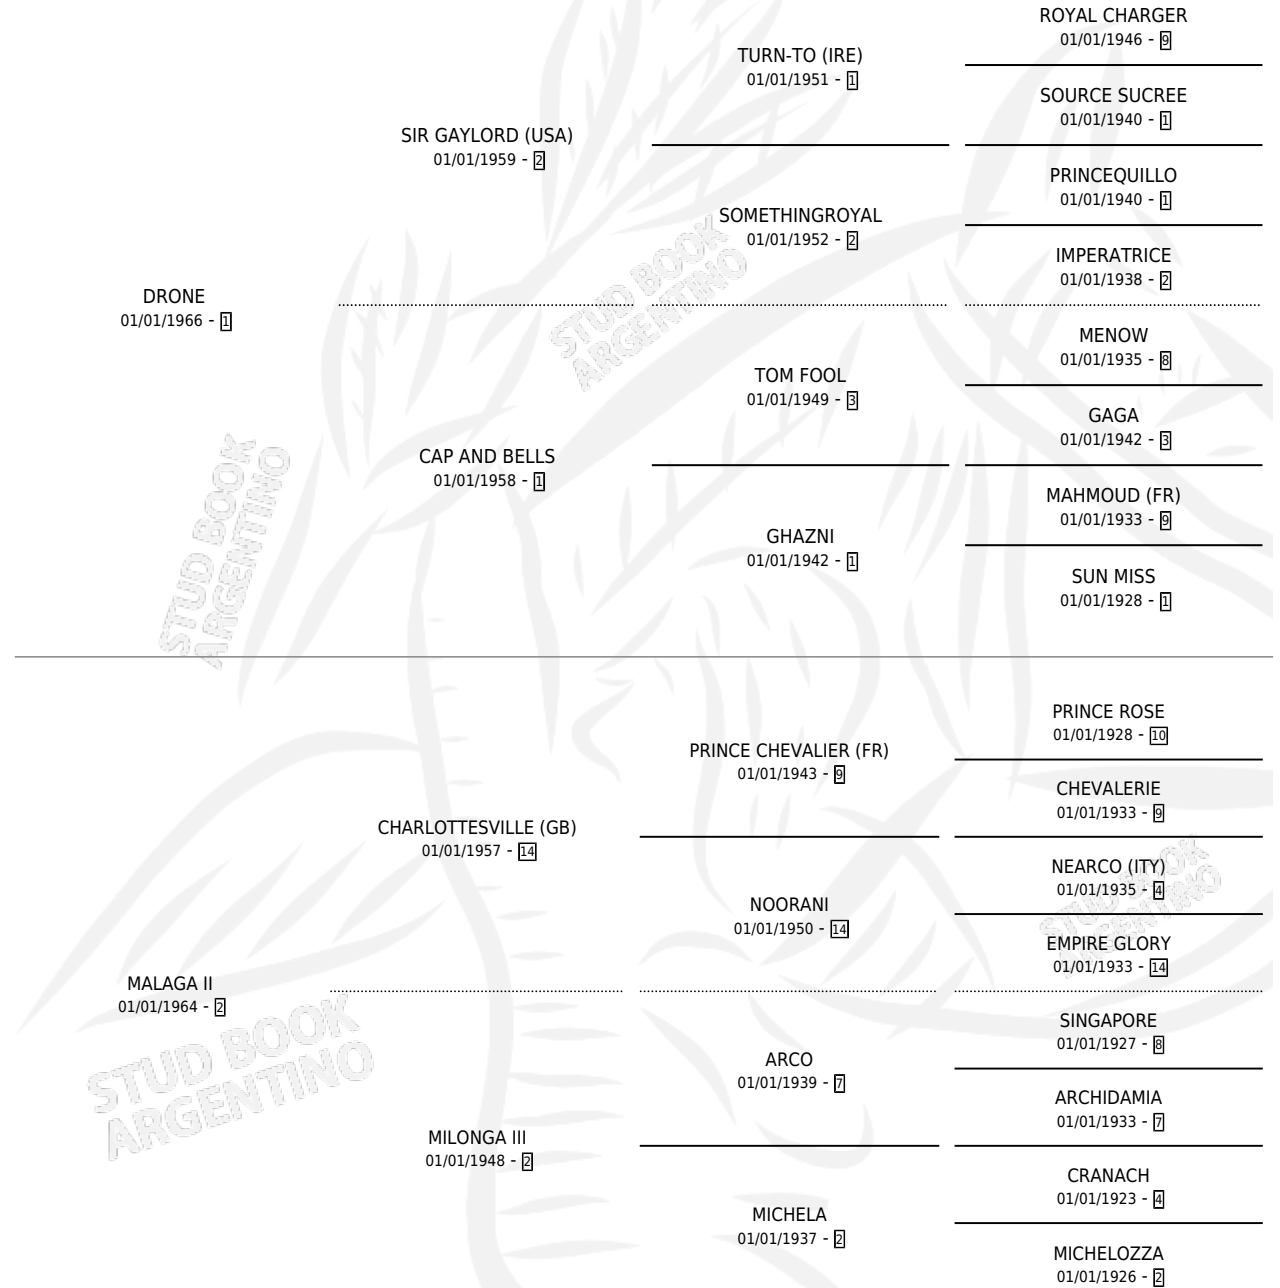 ROYAL CHARGER
01/01/1946 - 9
TURN-TO (IRE)
01/01/1951 - 1
SOURCE SUCREE
01/01/1940 - 1
SIR GAYLORD (USA)
01/01/1959 - 2
PRINCEQUILLO
01/01/1940 - 1
SOMETHINGROYAL
01/01/1952 - 2
IMPERATRICE
01/01/1938 - 2
DRONE
01/01/1966 - 1
STUD BOOK
ARGENTINO
MENOW
01/01/1935 - 8
TOM FOOL
01/01/1949 - 3
GAGA
01/01/1942 - 3
CAP AND BELLS
01/01/1958 - 1
MAHMOUD (FR)
01/01/1933 - 9
GHAZNI
01/01/1942 - 1
SUN MISS
01/01/1928 - 1
STUD BOOK
ARGENTINO
PRINCE ROSE
01/01/1928 - 10
PRINCE CHEVALIER (FR)
01/01/1943 - 9
CHEVALERIE
01/01/1933 - 9
CHARLOTTESVILLE (GB)
01/01/1957 - 14
NEARCO (ITY)
01/01/1935 - 4
NOORANI
01/01/1950 - 14
EMPIRE GLORY
01/01/1933 - 14
STUD BOOK
ARGENTINO
MALAGA II
01/01/1964 - 2
SINGAPORE
01/01/1927 - 8
ARCO
01/01/1939 - 7
ARCHIDAMIA
01/01/1933 - 7
STUD BOOK
ARGENTINO
MILONGA III
01/01/1948 - 2
CRANACH
01/01/1923 - 4
MICHELA
01/01/1937 - 2
MICHELOZZA
01/01/1926 - 2